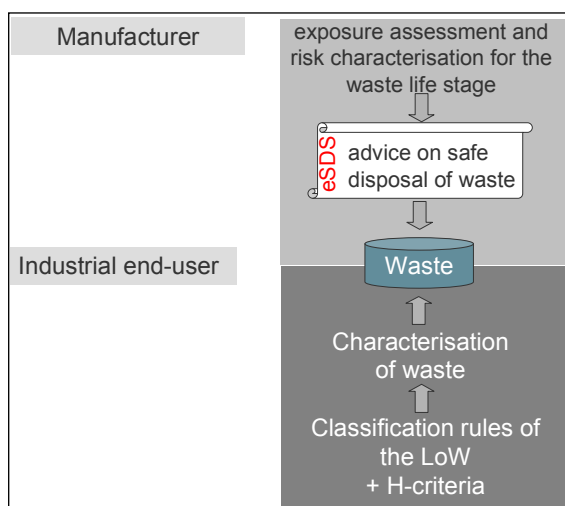 Manufacturer
exposure assessment and
risk characterisation for the
waste life stage
eSDS
advice on safe
disposal of waste
Industrial end-user
Waste
Characterisation
of waste
Classification rules of
the LoW
+ H-criteria